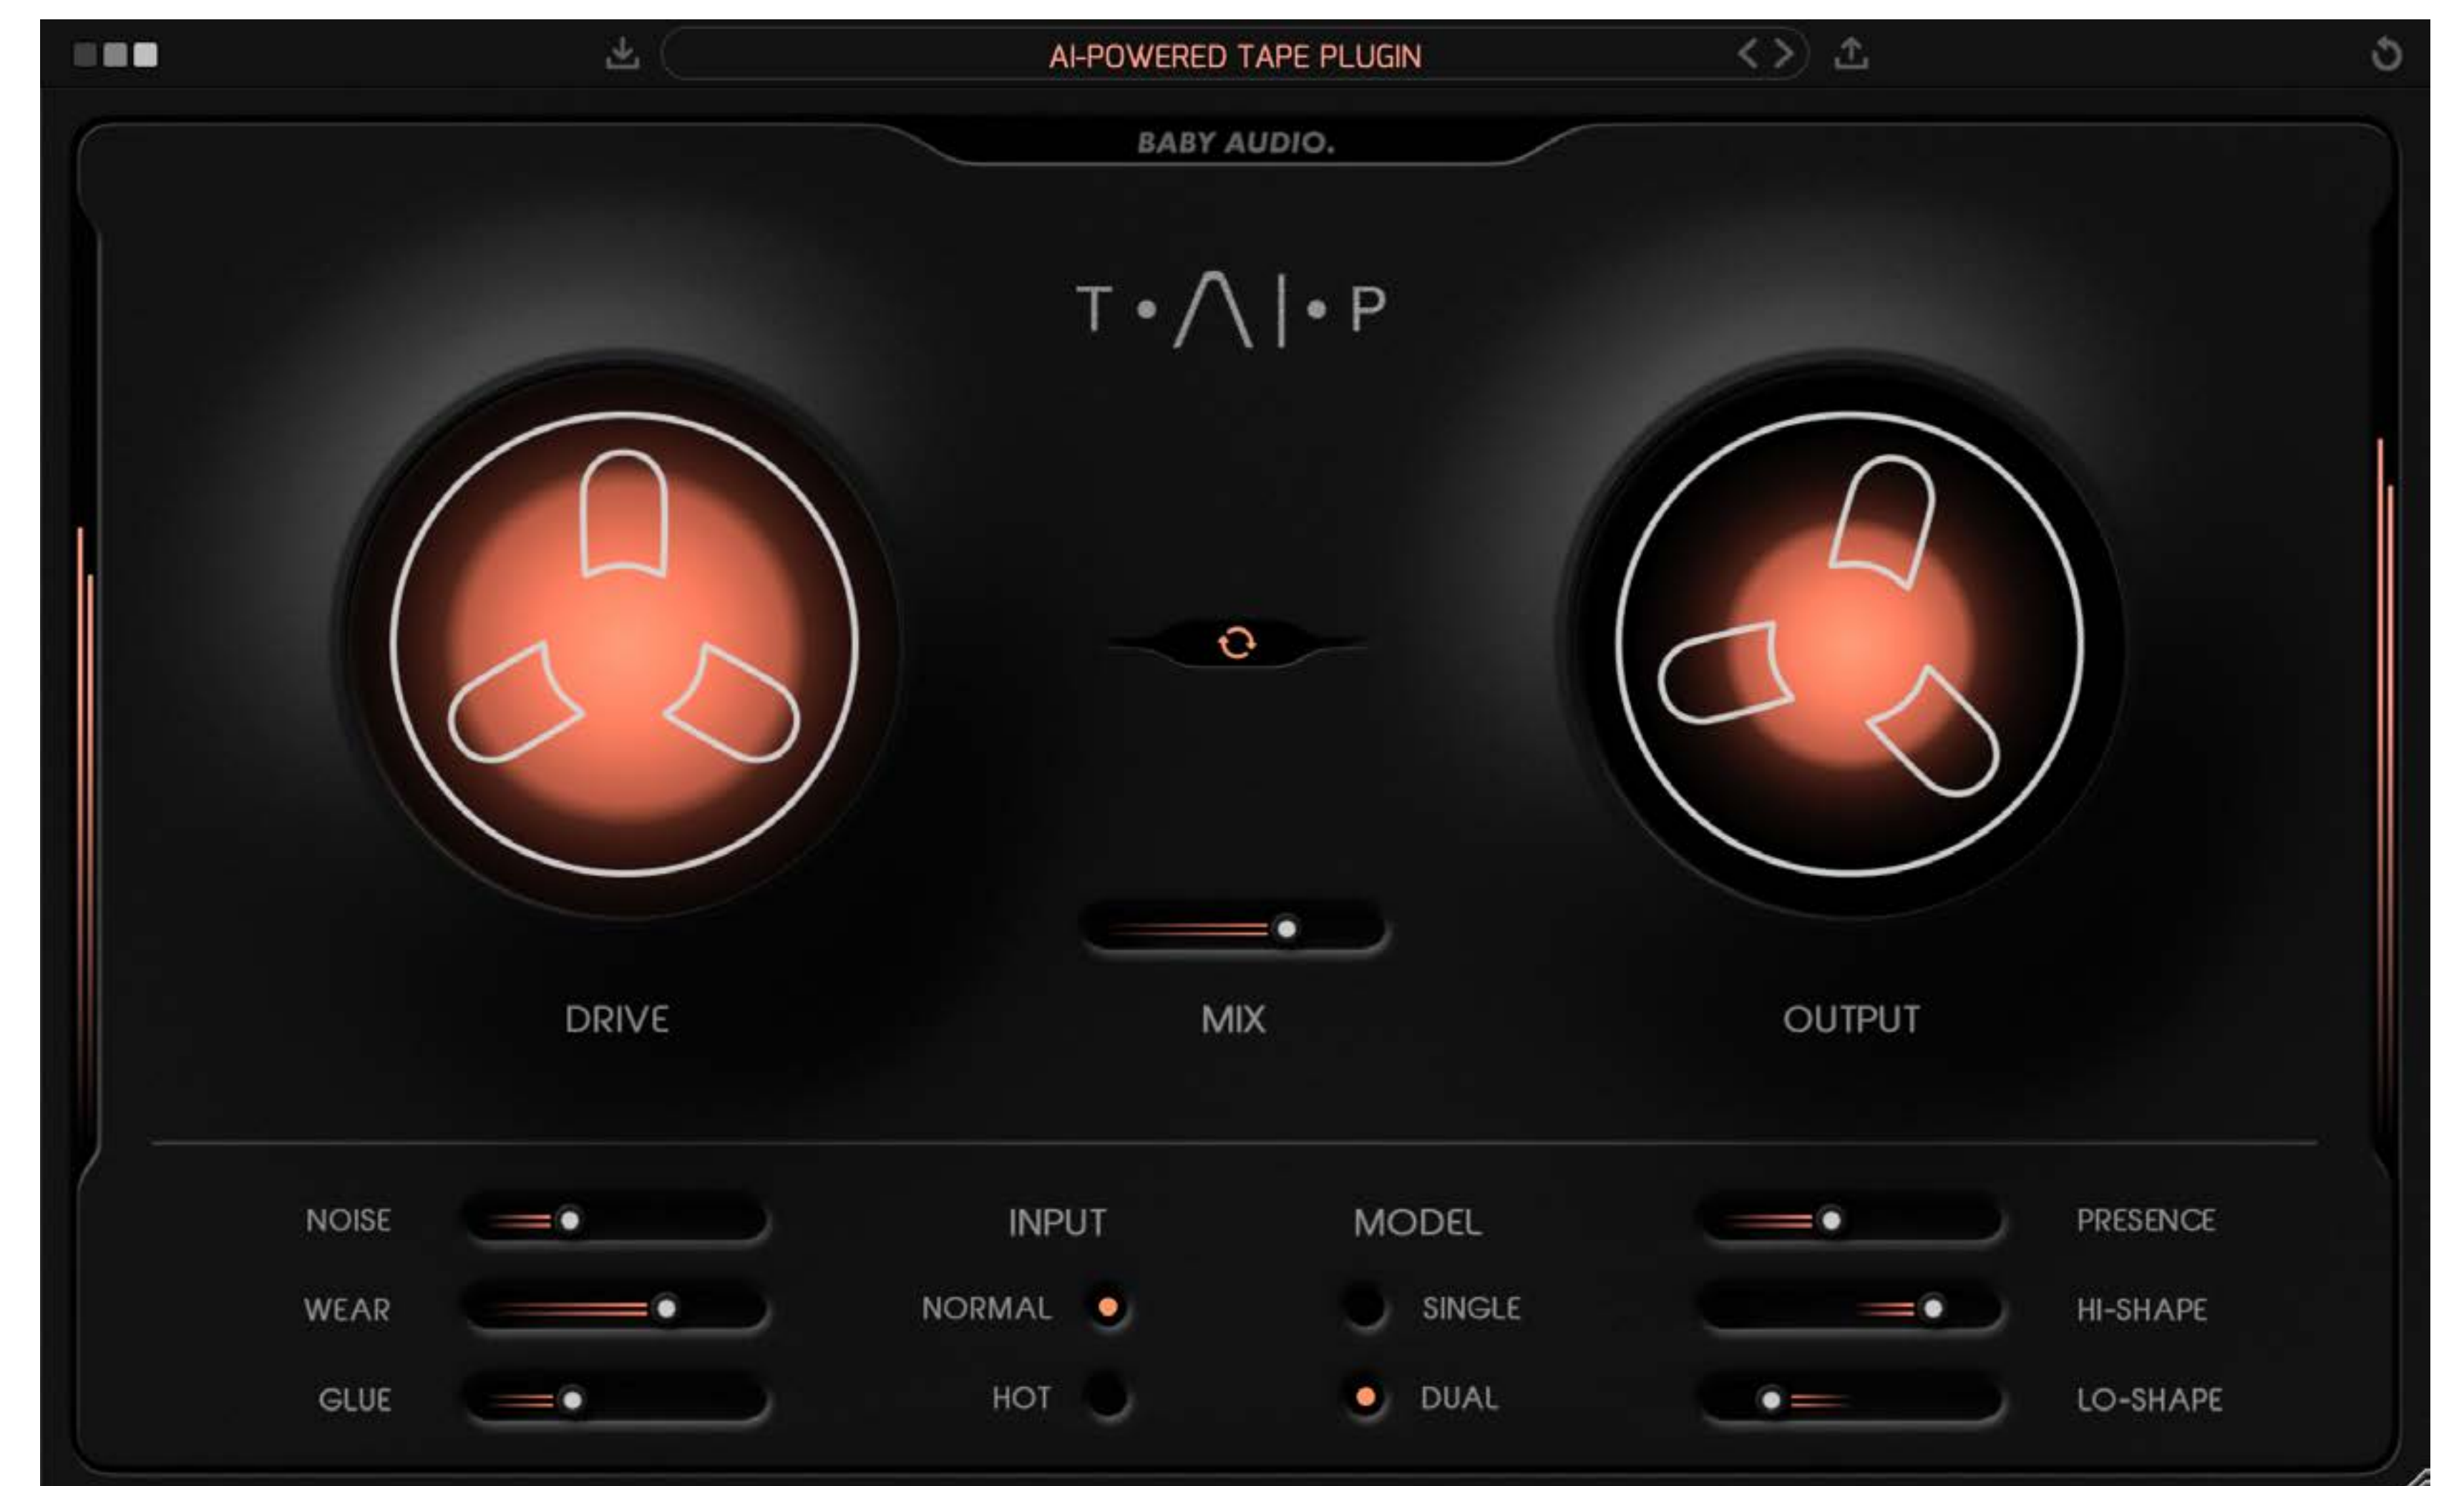 AI-POWERED TAPE PLUGIN
BABY AUDIO.
T•AI•P
DRIVE
MIX
OUTPUT
NOISE
INPUT
MODEL
PRESENCE
WEAR
NORMAL
SINGLE
HI-SHAPE
GLUE
HOT
DUAL
LO-SHAPE